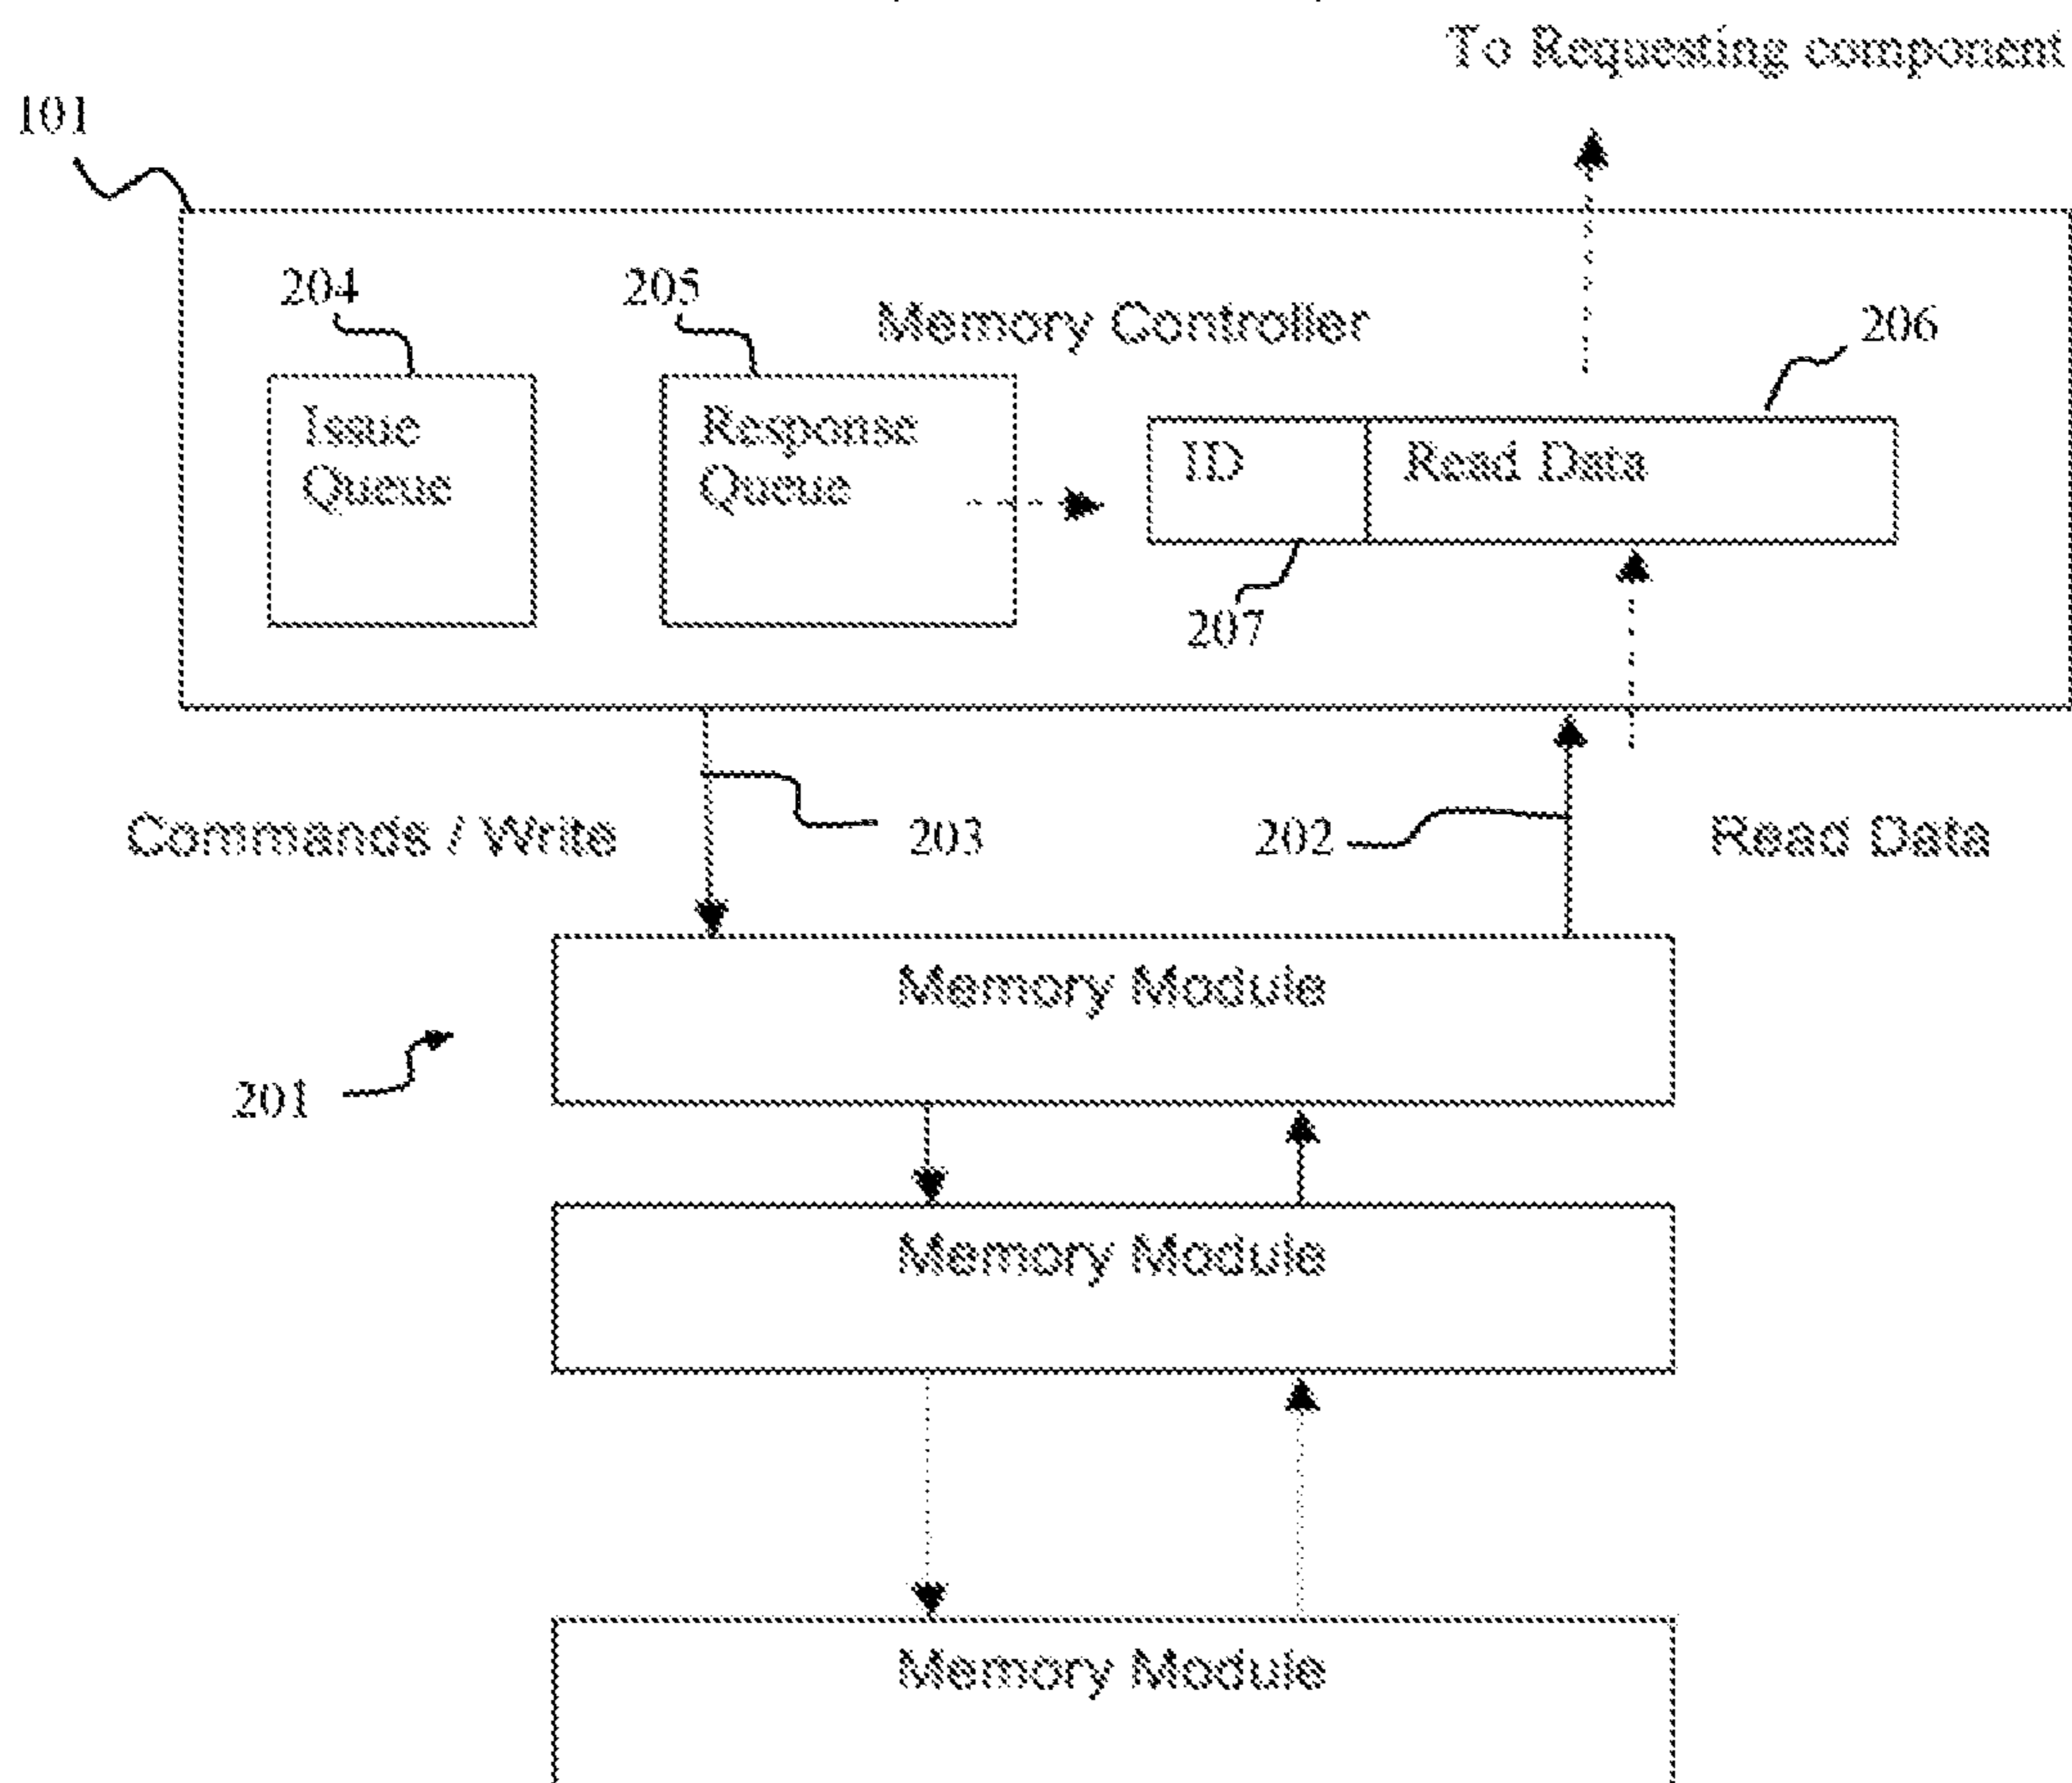 To Requesting component
101
204
205
Memory Controller
206
Issue
Queue
Response
Queue
ID
Read Data
207
Commands / Write
203
202
Read Data
Memory Module
201
Memory Module
Memory Module